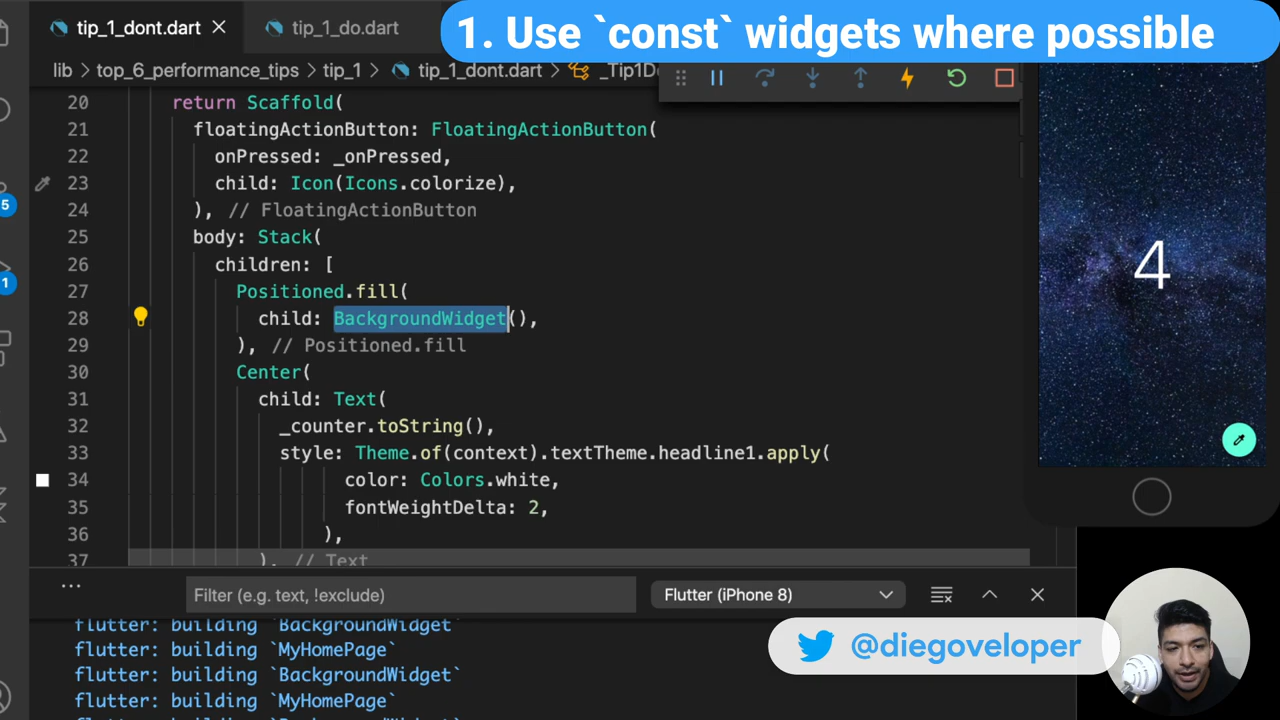 1. Use `const` widgets where possible
tip_1_dont.dart
tip_1_do.dart
lib > top_6_performance_tips > tip_1 > tip_1_dont.dart >
20 return Scaffold(
21 floatingActionButton: FloatingActionButton(
22 onPressed: _onPressed,
23 child: Icon(Icons.colorize),
24 ), // FloatingActionButton
25 body: Stack(
26 children: [
27 Positioned.fill(
28 child: BackgroundWidget(),
29 ), // Positioned.fill
30 Center(
31 child: Text(
32 _counter.toString(),
33 style: Theme.of(context).textTheme.headline1.apply(
34 color: Colors.white,
35 fontWeightDelta: 2,
36 ),
37 ), // Text
4
5
1
...
Filter (e.g. text, !exclude)
Flutter (iPhone 8)
flutter: building `BackgroundWidget`
flutter: building `MyHomePage`
flutter: building `BackgroundWidget`
flutter: building `MyHomePage`
@diegoveloper